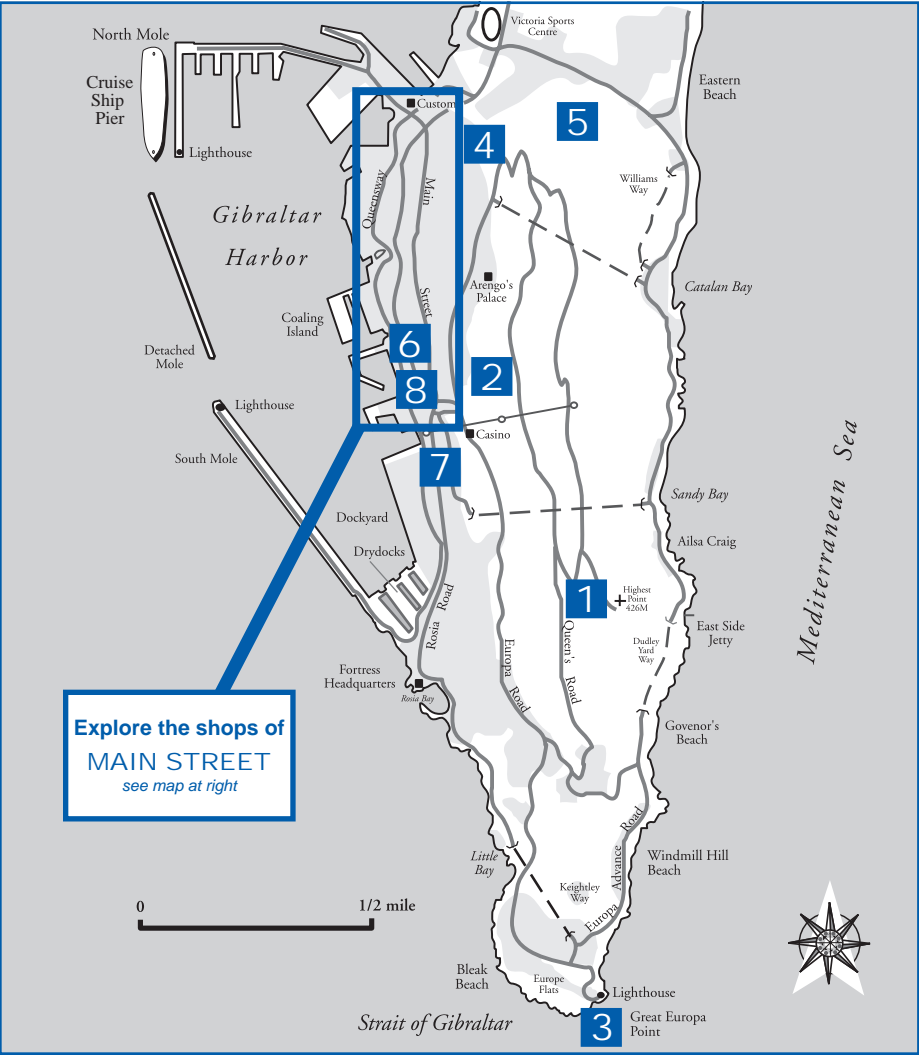 Victoria Sports
Centre
North Mole
Cruise
Ship
Pier
Eastern
Beach
Custom
5
4
Lighthouse
Williams
Way
Queensway
Main
Gibraltar
Harbor
Arengo's
Palace
Catalan Bay
Street
Coaling
Island
6
Detached
Mole
2
8
Lighthouse
Casino
South Mole
7
Mediterranean Sea
Sandy Bay
Dockyard
Ailsa Craig
Drydocks
1
Highest
Point
426M
Rosia Road
East Side
Jetty
Dudley
Yard
Way
Europa Road
Queen's Road
Fortress
Headquarters
Rosia Bay
Explore the shops of
MAIN STREET
see map at right
Govenor's
Beach
Little
Bay
Windmill Hill
Beach
Europa Advance Road
Keightley
Way
0
1/2 mile
Bleak
Beach
Europe
Flats
Lighthouse
3
Great Europa
Point
Strait of Gibraltar